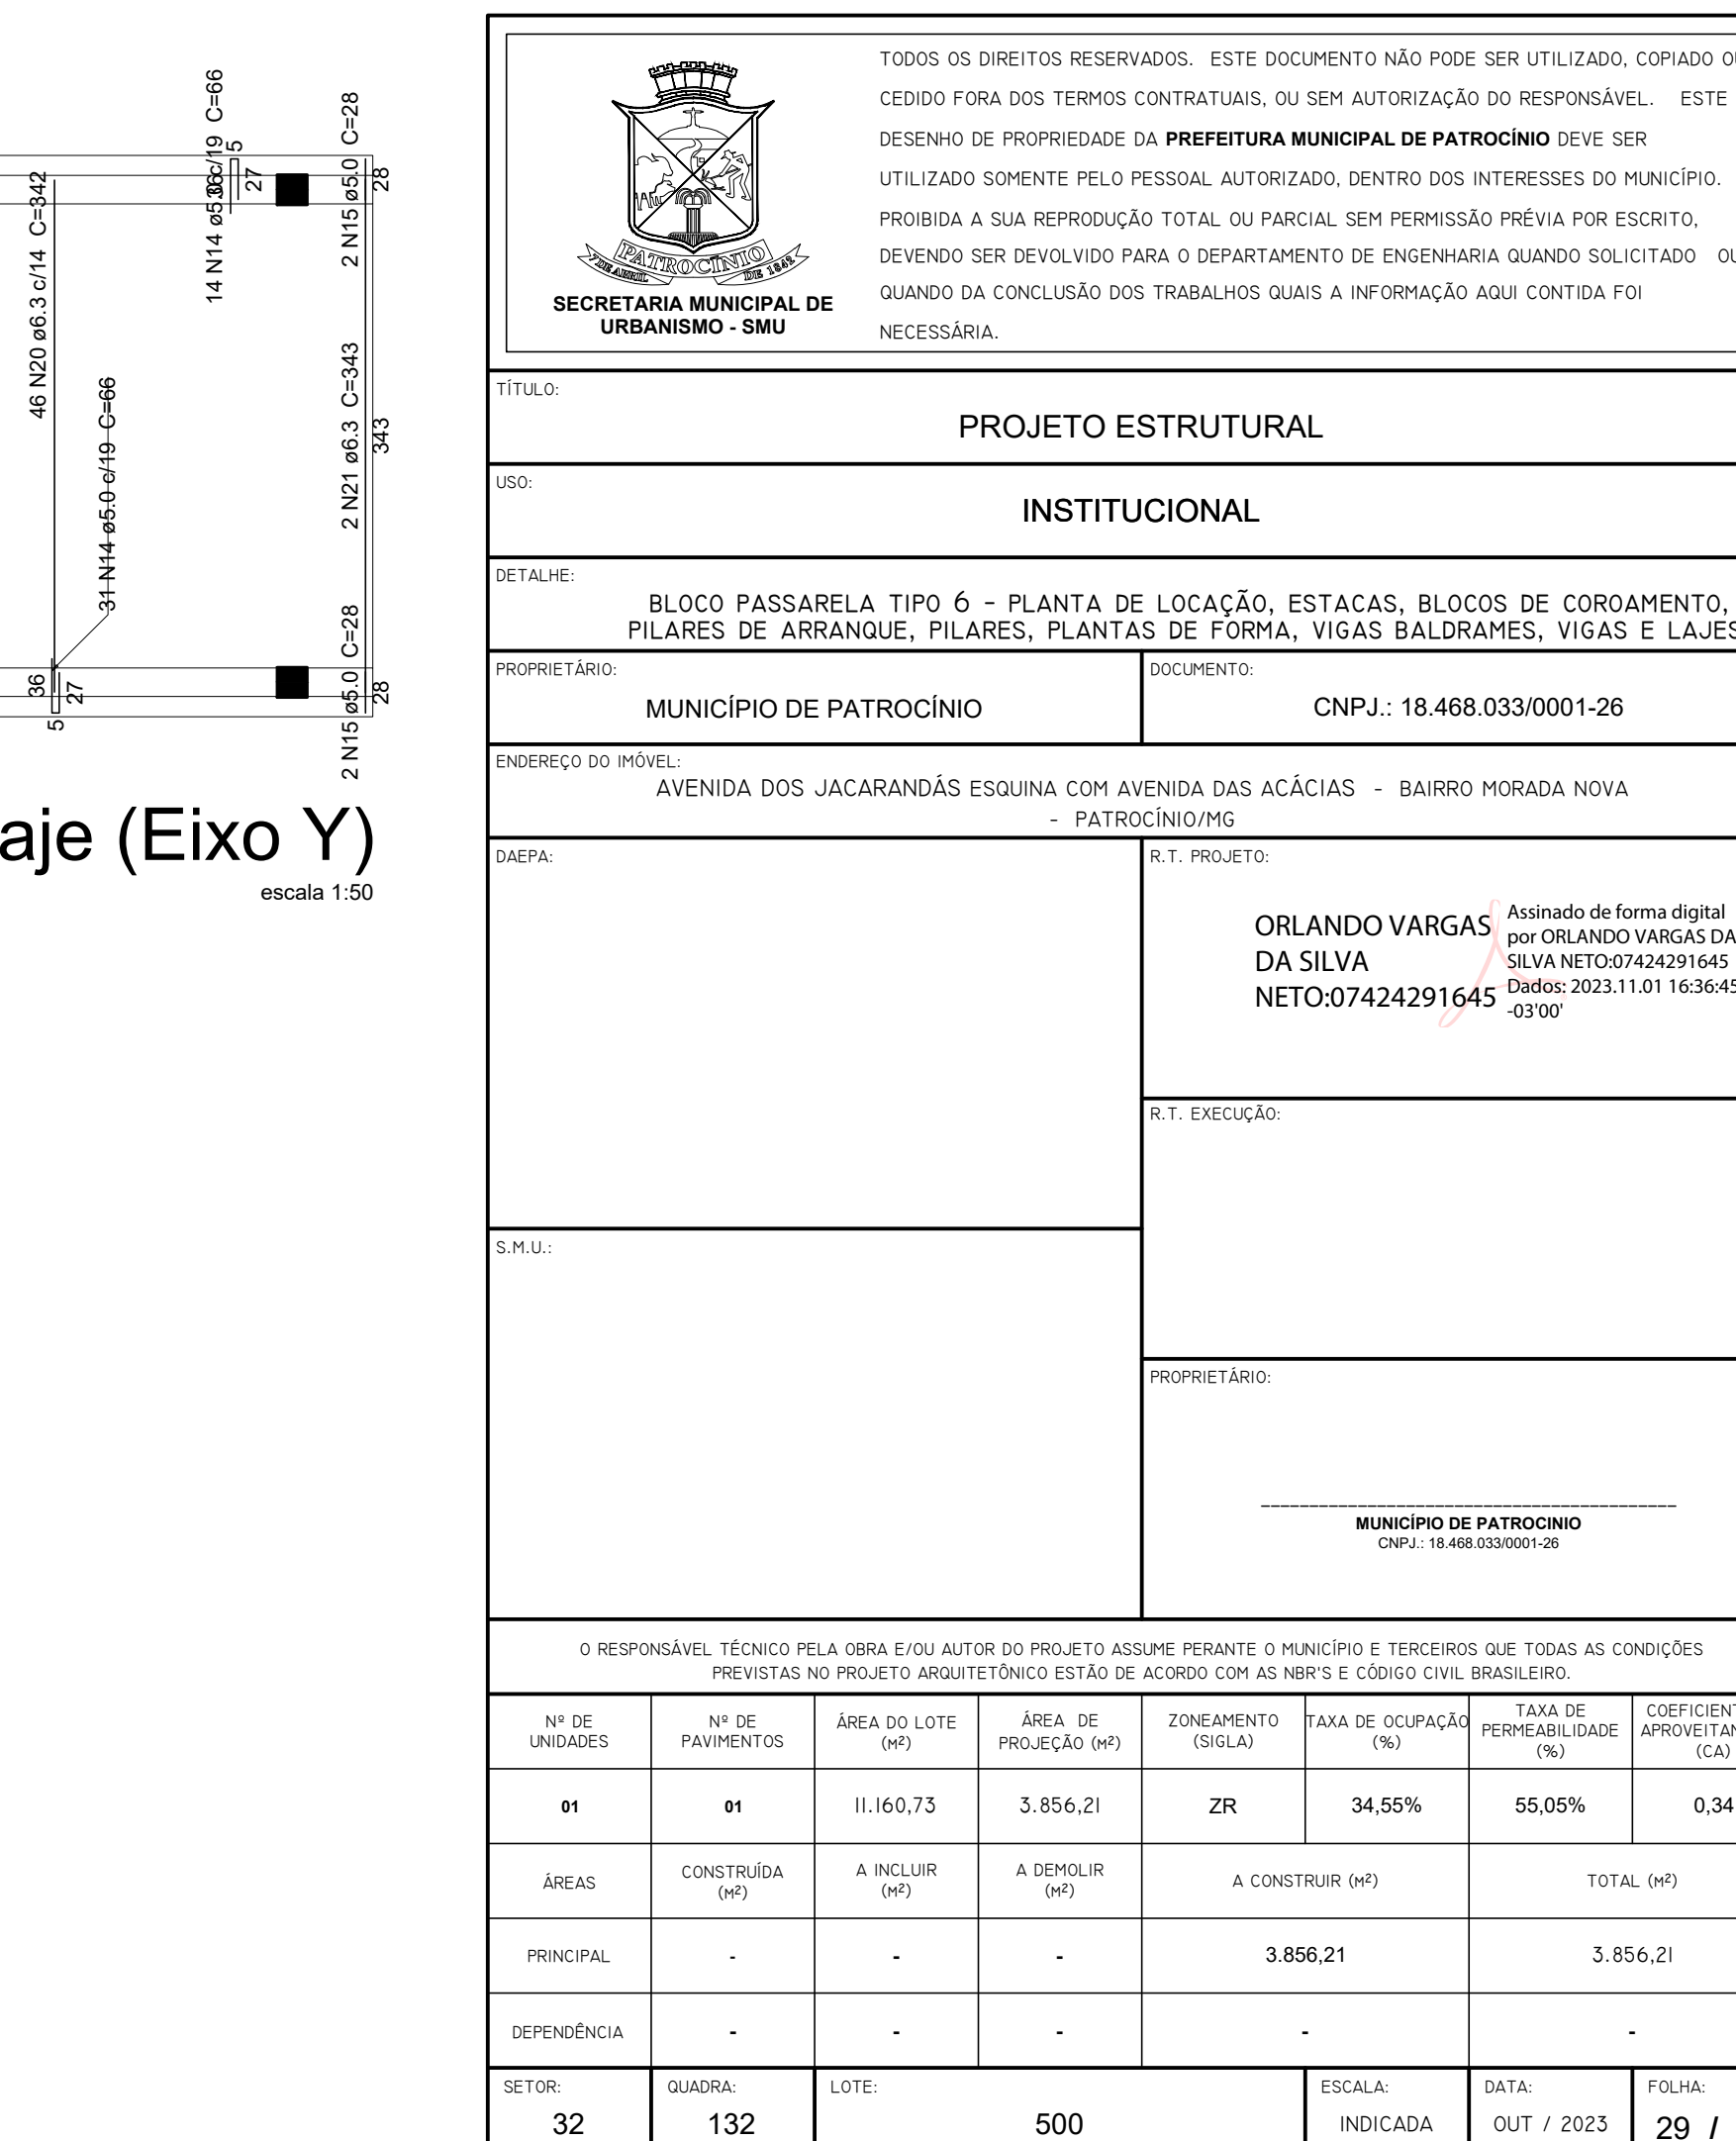 46 N20 ø6.3 c/14 C=342
36
27
5
31 N14 ø5.0 c/19 C=66
14 N14 ø5.0 c/19 C=66
36
5
27
2 N15 ø5.0 C=28
28
2 N21 ø6.3 C=343
343
2 N15 ø5.0 C=28
28
aje (Eixo Y)
escala 1:50
PATROCÍNIO
7 DE ABRIL
DE 1842
SECRETARIA MUNICIPAL DE
URBANISMO - SMU
TODOS OS DIREITOS RESERVADOS. ESTE DOCUMENTO NÃO PODE SER UTILIZADO, COPIADO OU
CEDIDO FORA DOS TERMOS CONTRATUAIS, OU SEM AUTORIZAÇÃO DO RESPONSÁVEL. ESTE
DESENHO DE PROPRIEDADE DA PREFEITURA MUNICIPAL DE PATROCÍNIO DEVE SER
UTILIZADO SOMENTE PELO PESSOAL AUTORIZADO, DENTRO DOS INTERESSES DO MUNICÍPIO.
PROIBIDA A SUA REPRODUÇÃO TOTAL OU PARCIAL SEM PERMISSÃO PRÉVIA POR ESCRITO,
DEVENDO SER DEVOLVIDO PARA O DEPARTAMENTO DE ENGENHARIA QUANDO SOLICITADO OU
QUANDO DA CONCLUSÃO DOS TRABALHOS QUAIS A INFORMAÇÃO AQUI CONTIDA FOI
NECESSÁRIA.
TÍTULO:
PROJETO ESTRUTURAL
USO:
INSTITUCIONAL
DETALHE:
BLOCO PASSARELA TIPO 6 - PLANTA DE LOCAÇÃO, ESTACAS, BLOCOS DE COROAMENTO,
PILARES DE ARRANQUE, PILARES, PLANTAS DE FORMA, VIGAS BALDRAMES, VIGAS E LAJES
PROPRIETÁRIO:
MUNICÍPIO DE PATROCÍNIO
DOCUMENTO:
CNPJ.: 18.468.033/0001-26
ENDEREÇO DO IMÓVEL:
AVENIDA DOS JACARANDÁS ESQUINA COM AVENIDA DAS ACÁCIAS - BAIRRO MORADA NOVA
- PATROCÍNIO/MG
DAEPA:
R.T. PROJETO:
ORLANDO VARGAS
DA SILVA
NETO:07424291645
Assinado de forma digital
por ORLANDO VARGAS DA
SILVA NETO:07424291645
Dados: 2023.11.01 16:36:45
-03'00'
R.T. EXECUÇÃO:
S.M.U.:
PROPRIETÁRIO:
MUNICÍPIO DE PATROCINIO
CNPJ.: 18.468.033/0001-26
O RESPONSÁVEL TÉCNICO PELA OBRA E/OU AUTOR DO PROJETO ASSUME PERANTE O MUNICÍPIO E TERCEIROS QUE TODAS AS CONDIÇÕES
PREVISTAS NO PROJETO ARQUITETÔNICO ESTÃO DE ACORDO COM AS NBR'S E CÓDIGO CIVIL BRASILEIRO.
Nº DE UNIDADES Nº DE PAVIMENTOS ÁREA DO LOTE (M²) ÁREA DE PROJEÇÃO (M²) ZONEAMENTO (SIGLA) TAXA DE OCUPAÇÃO (%) TAXA DE PERMEABILIDADE (%) COEFICIENT APROVEITAN (CA)
01 01 11.160,73 3.856,21 ZR 34,55% 55,05% 0,34
ÁREAS CONSTRUÍDA (M²) A INCLUIR (M²) A DEMOLIR (M²) A CONSTRUIR (M²) TOTAL (M²)
PRINCIPAL - - - 3.856,21 3.856,21
DEPENDÊNCIA - - - - -
SETOR: QUADRA: LOTE: ESCALA: DATA: FOLHA:
32 132 500 INDICADA OUT / 2023 29 /